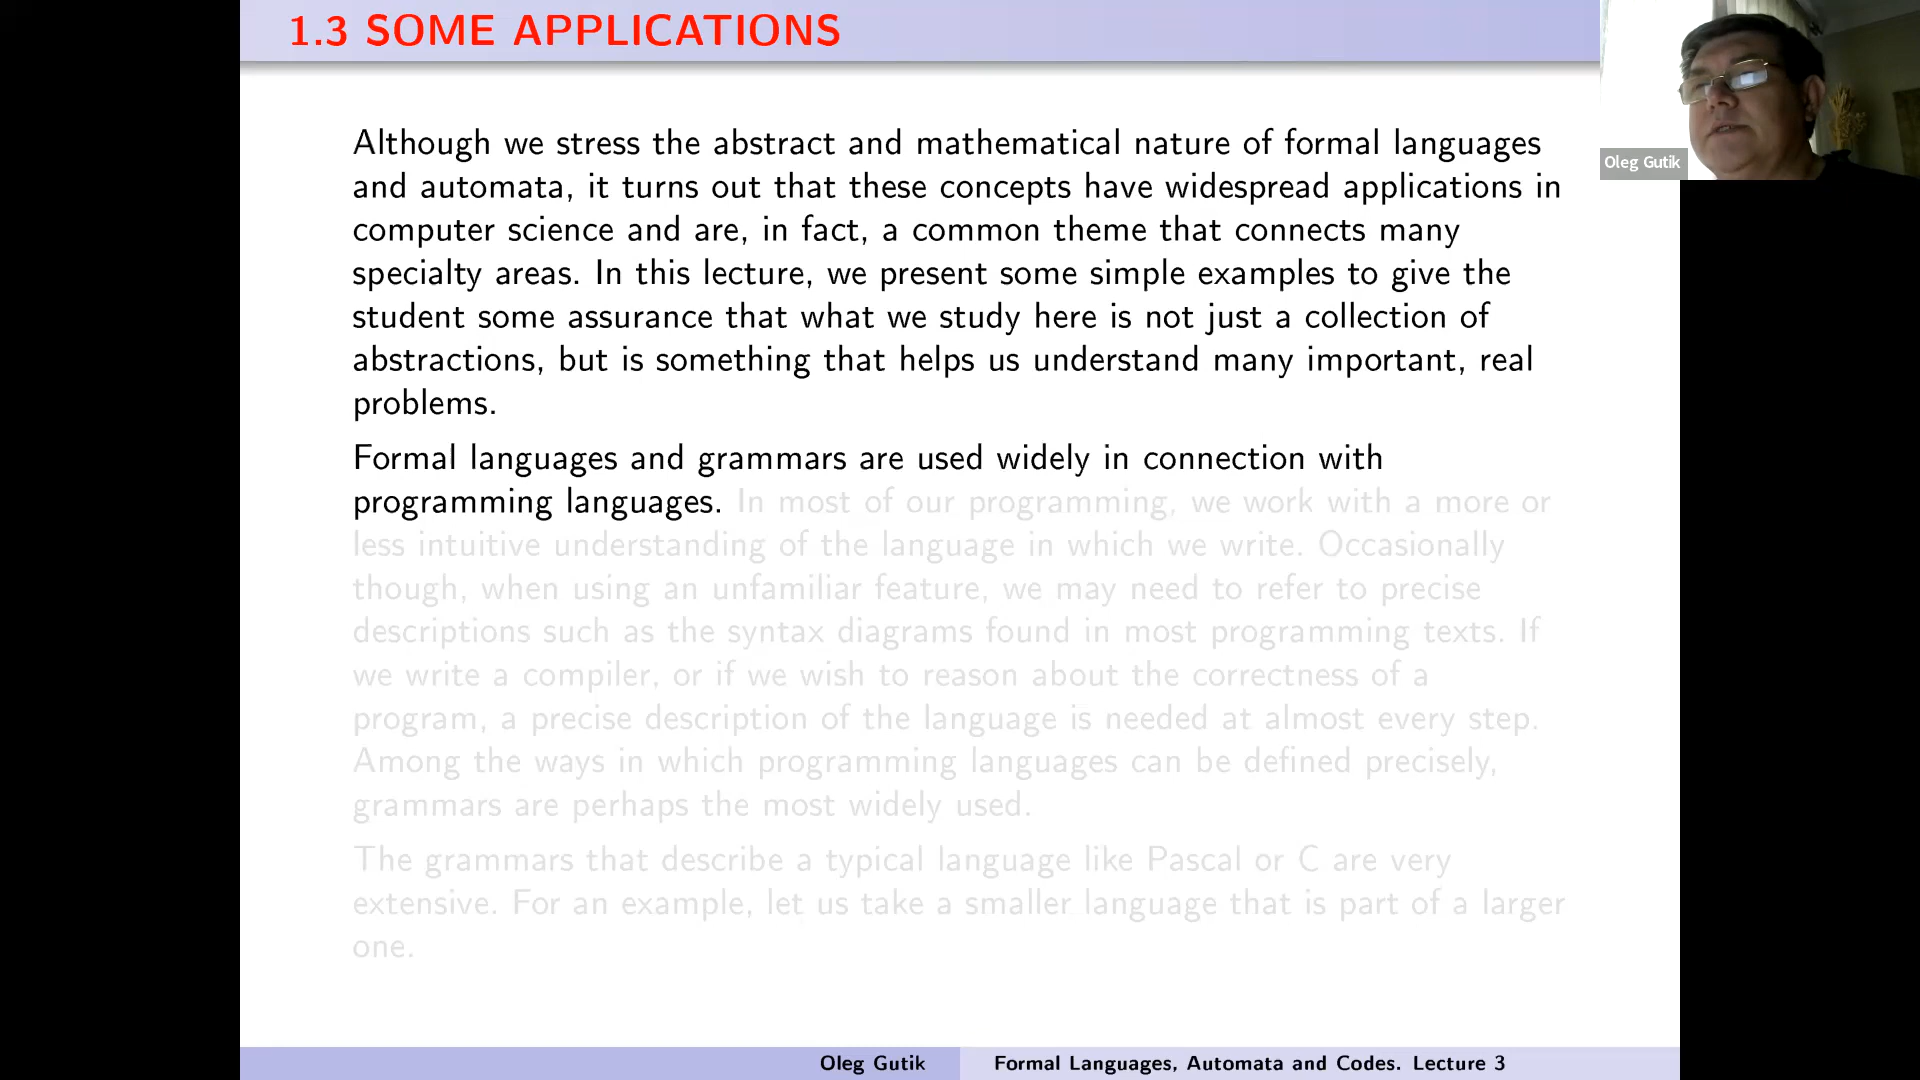 1.3 SOME APPLICATIONS
Although we stress the abstract and mathematical nature of formal languages
and automata, it turns out that these concepts have widespread applications in
computer science and are, in fact, a common theme that connects many
specialty areas. In this lecture, we present some simple examples to give the
student some assurance that what we study here is not just a collection of
abstractions, but is something that helps us understand many important, real
problems.
Formal languages and grammars are used widely in connection with
programming languages. In most of our programming, we work with a more or
less intuitive understanding of the language in which we write. Occasionally
though, when using an unfamiliar feature, we may need to refer to precise
descriptions such as the syntax diagrams found in most programming texts. If
we write a compiler, or if we wish to reason about the correctness of a
program, a precise description of the language is needed at almost every step.
Among the ways in which programming languages can be defined precisely,
grammars are perhaps the most widely used.
The grammars that describe a typical language like Pascal or C are very
extensive. For an example, let us take a smaller language that is part of a larger
one.
Oleg Gutik
Oleg Gutik Formal Languages, Automata and Codes. Lecture 3